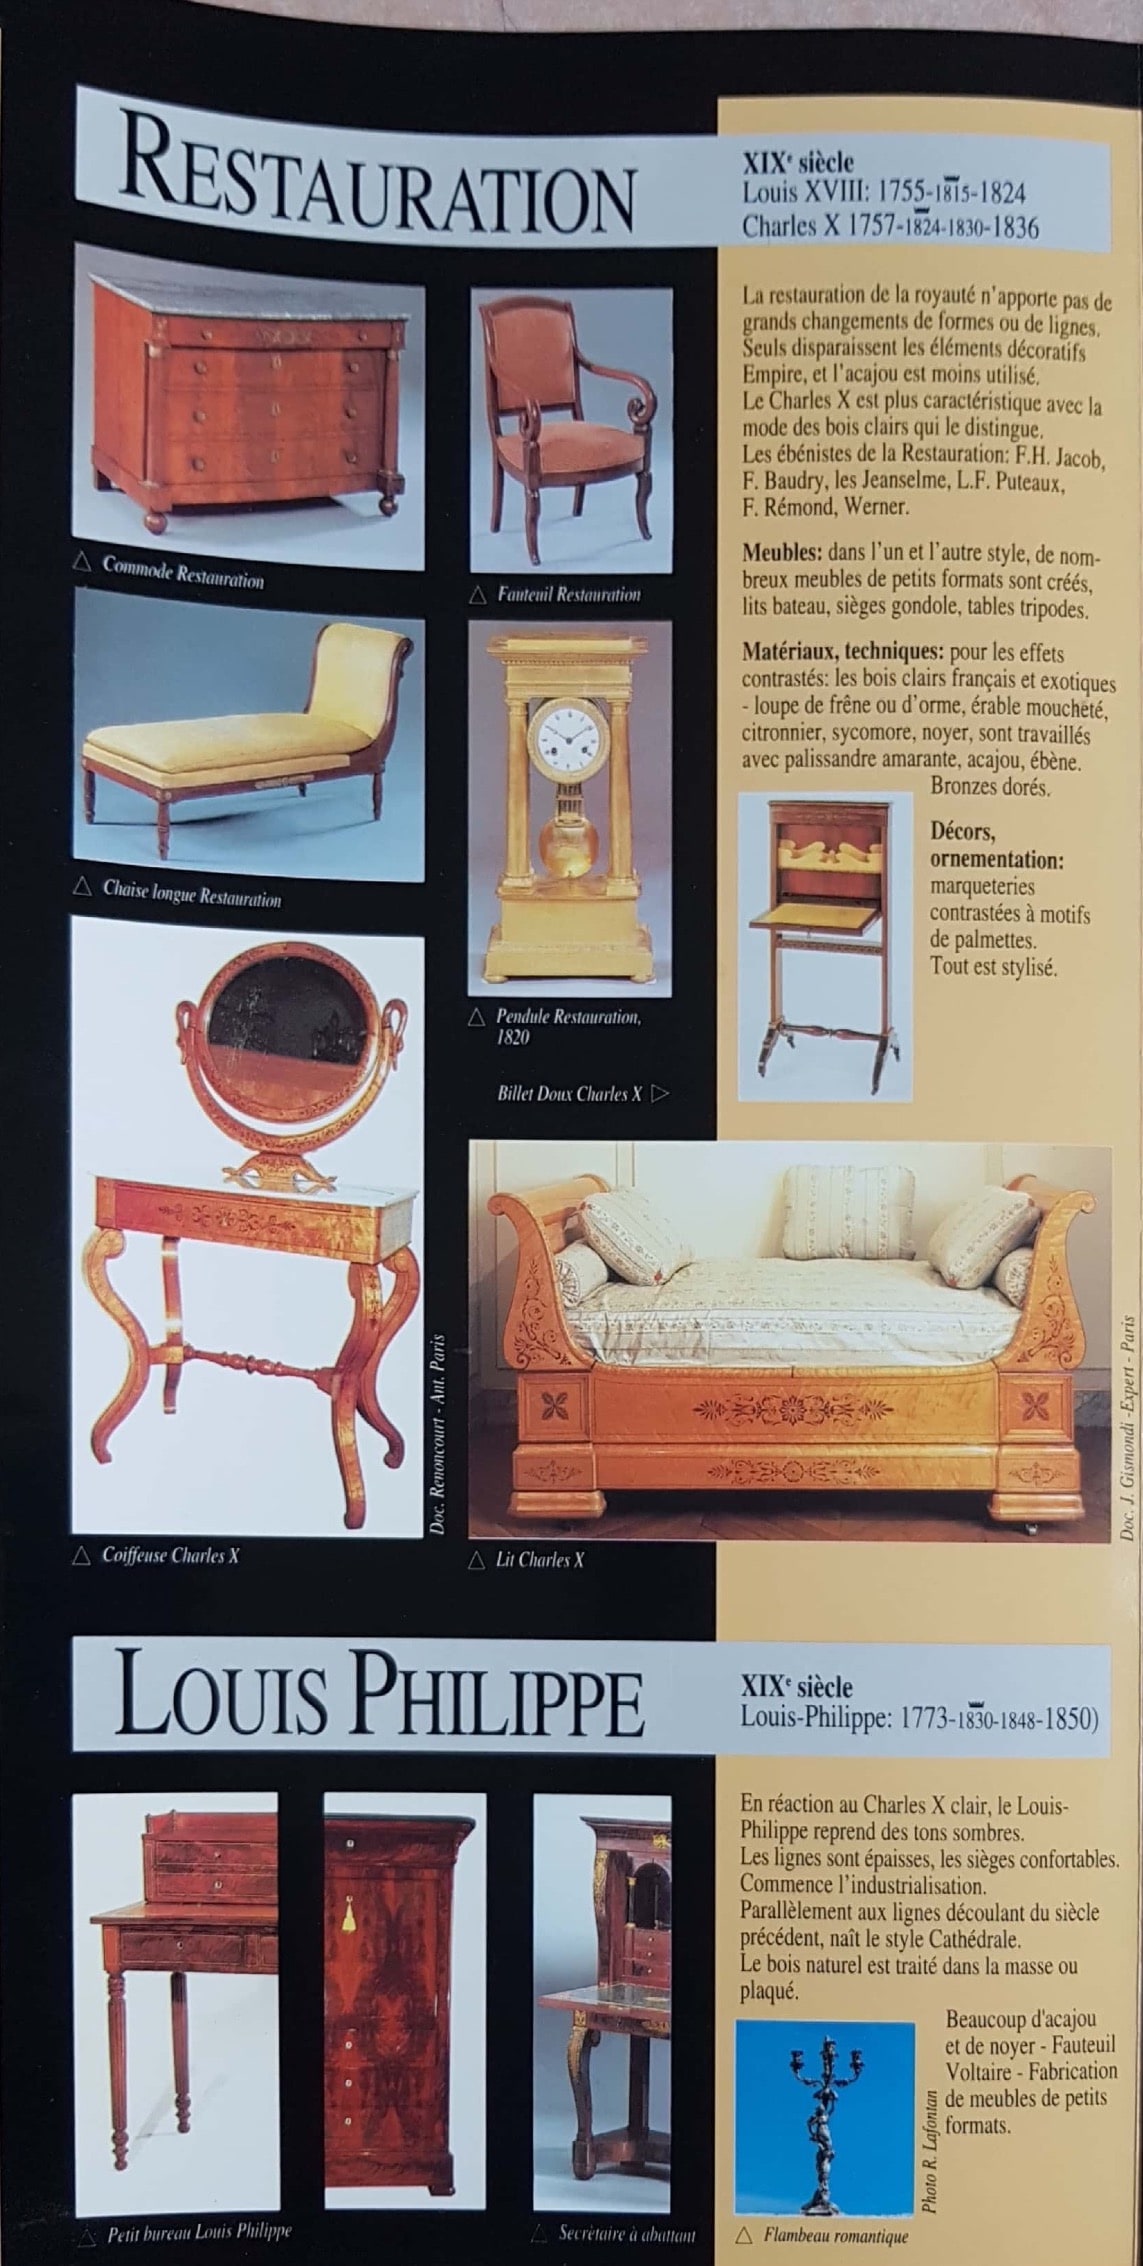 RESTAURATION
XIXe siècle
Louis XVIII: 1755-1815-1824
Charles X 1757-1824-1830-1836
La restauration de la royauté n'apporte pas de
grands changements de formes ou de lignes.
Seuls disparaissent les éléments décoratifs
Empire, et l'acajou est moins utilisé.
Le Charles X est plus caractéristique avec la
mode des bois clairs qui le distingue.
Les ébénistes de la Restauration: F.H. Jacob,
F. Baudry, les Jeanselme, L.F. Puteaux,
F. Rémond, Werner.
Meubles: dans l'un et l'autre style, de nom-
breux meubles de petits formats sont créés,
lits bateau, sièges gondole, tables tripodes.
Matériaux, techniques: pour les effets
contrastés: les bois clairs français et exotiques
- loupe de frêne ou d'orme, érable moucheté,
citronnier, sycomore, noyer, sont travaillés
avec palissandre amarante, acajou, ébène.
Bronzes dorés.
Décors,
ornementation:
marqueteries
contrastées à motifs
de palmettes.
Tout est stylisé.
△ Commode Restauration
△ Fauteuil Restauration
△ Chaise longue Restauration
△ Pendule Restauration,
1820
Billet Doux Charles X ▷
Doc. Renoncourt - Ant. Paris
Doc. J. Gismondi -Expert - Paris
△ Coiffeuse Charles X
△ Lit Charles X
LOUIS PHILIPPE
XIXe siècle
Louis-Philippe: 1773-1830-1848-1850)
En réaction au Charles X clair, le Louis-
Philippe reprend des tons sombres.
Les lignes sont épaisses, les sièges confortables.
Commence l'industrialisation.
Parallèlement aux lignes découlant du siècle
précédent, naît le style Cathédrale.
Le bois naturel est traité dans la masse ou
plaqué.
Beaucoup d'acajou
et de noyer - Fauteuil
Voltaire - Fabrication
de meubles de petits
formats.
Photo R. Lafontan
△ Petit bureau Louis Philippe
△ Secrètaire à abattant
△ Flambeau romantique